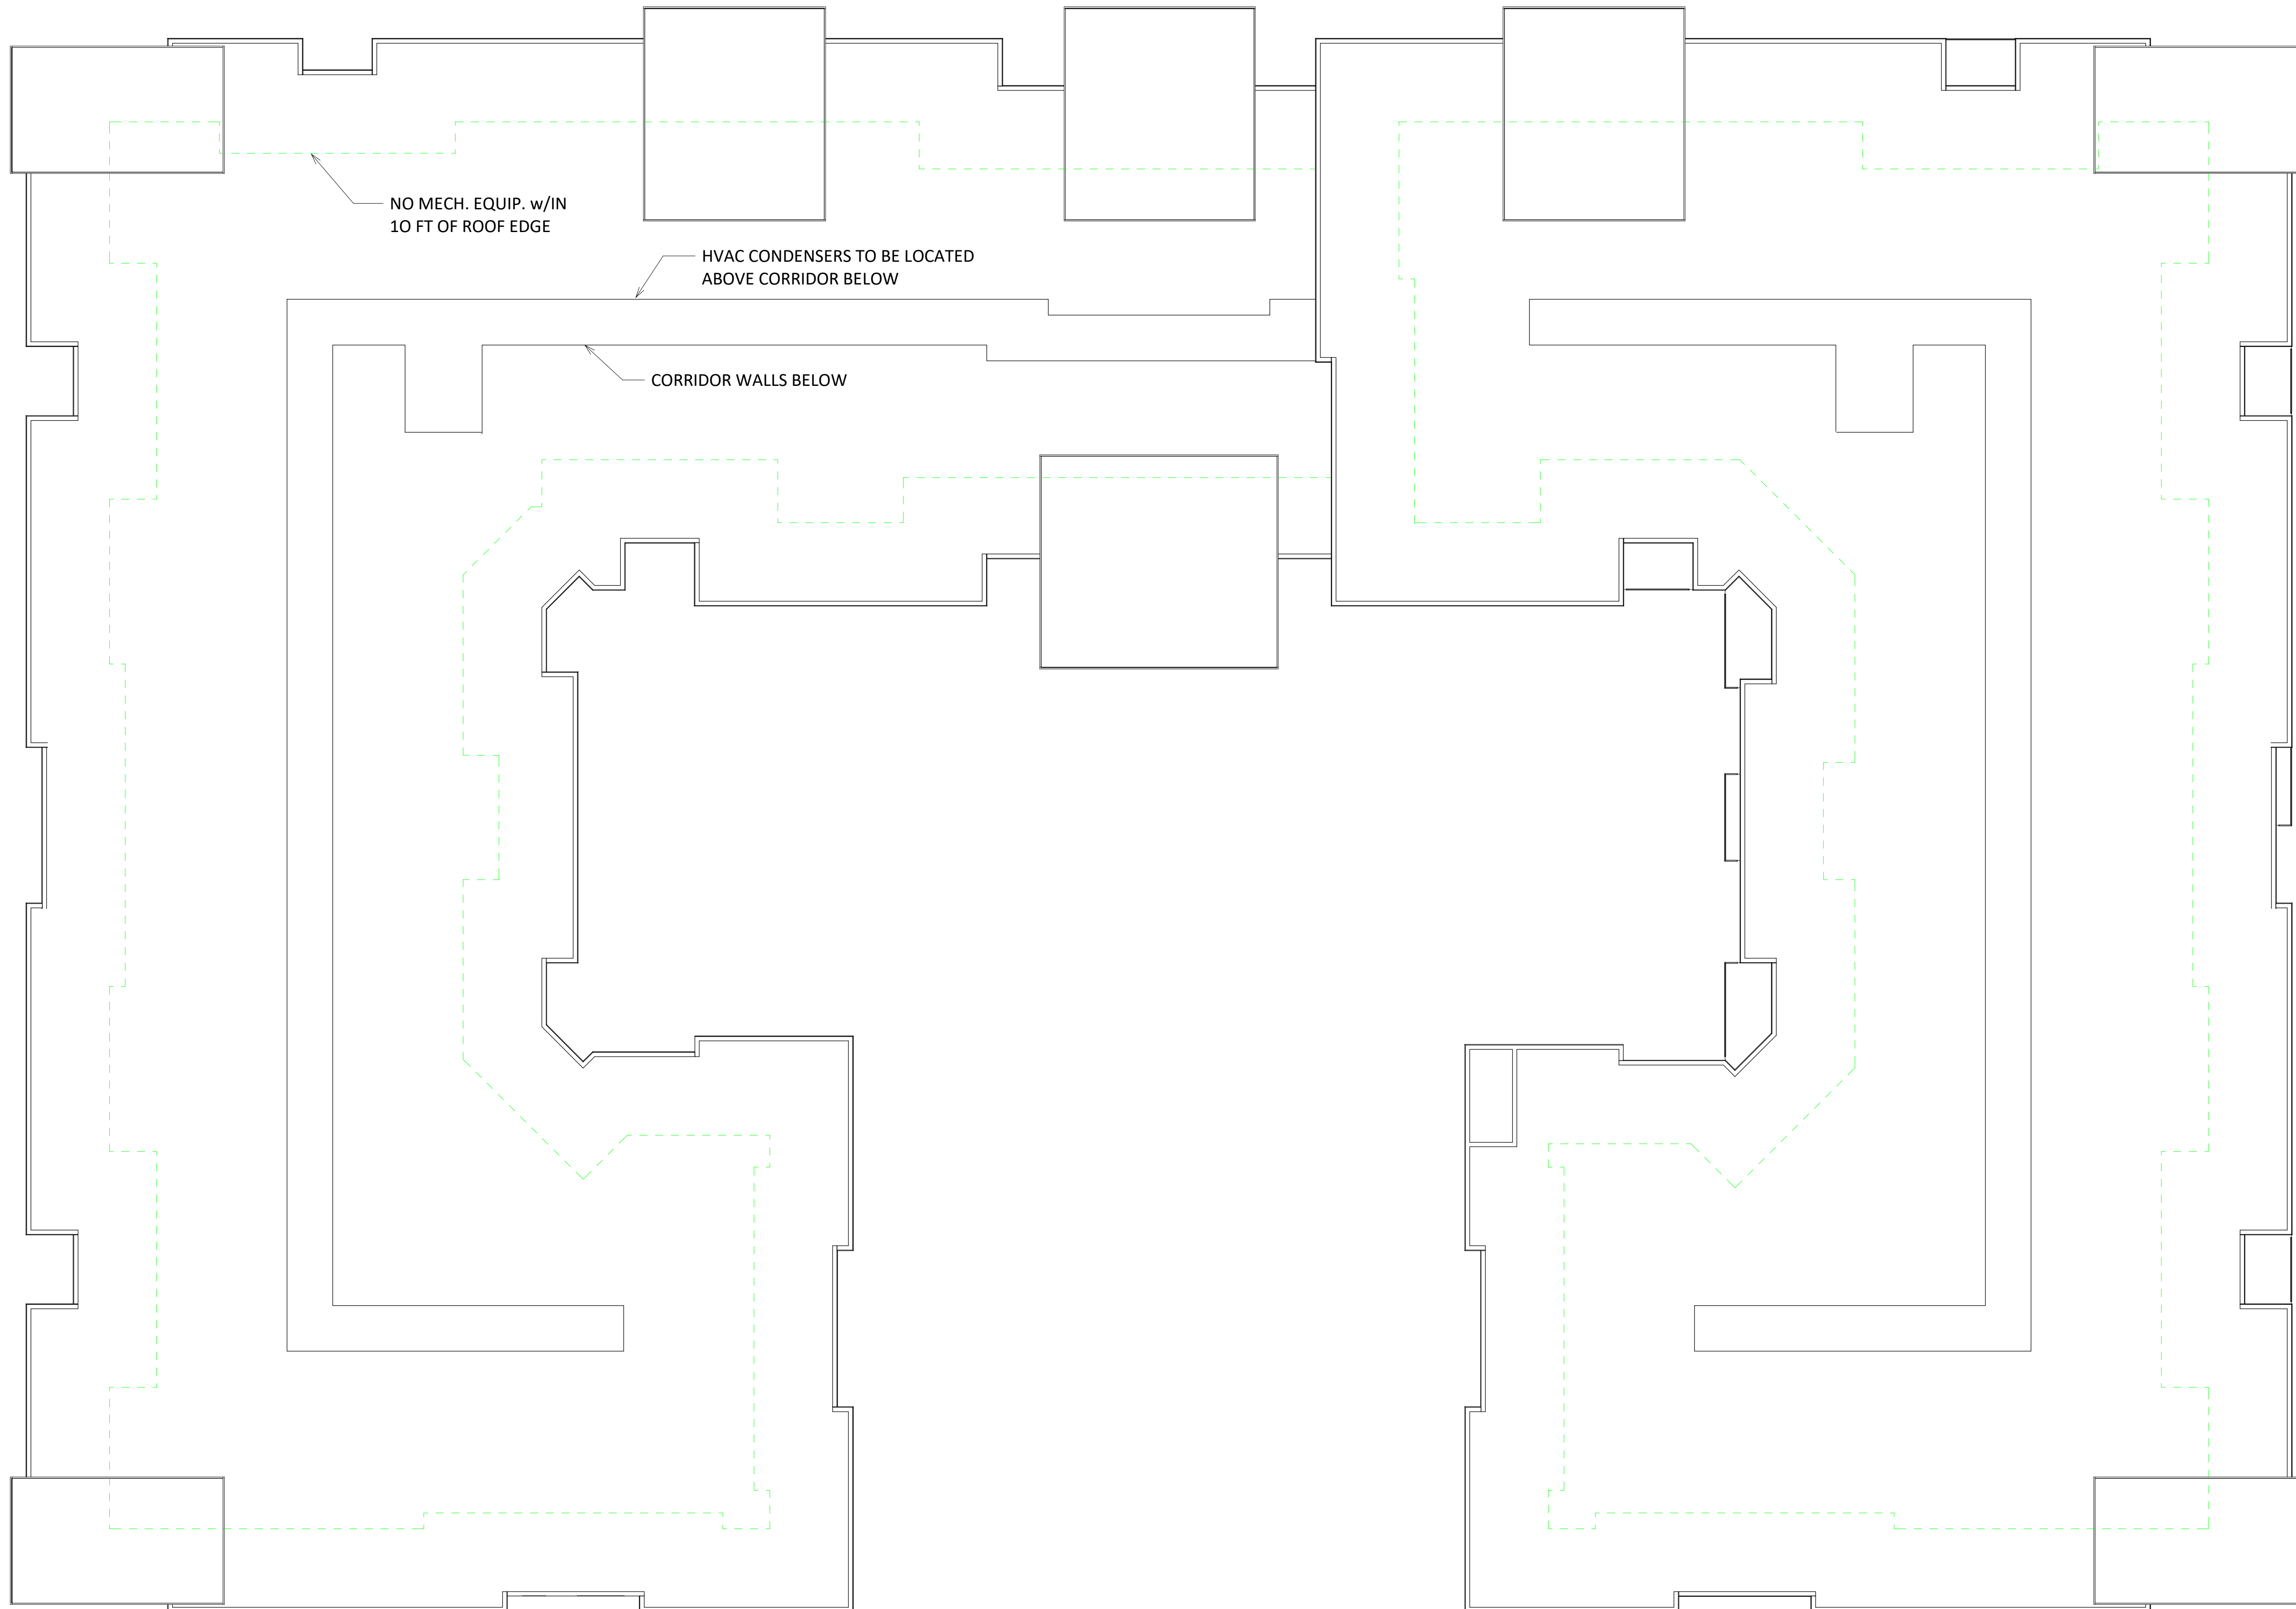 NO MECH. EQUIP. w/IN
1O FT OF ROOF EDGE
HVAC CONDENSERS TO BE LOCATED
ABOVE CORRIDOR BELOW
CORRIDOR WALLS BELOW